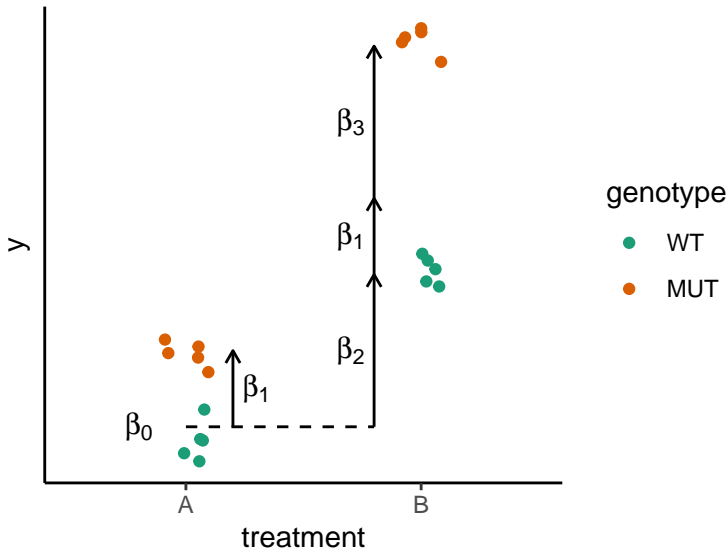 y
β3
β1
β2
β1
β0
A
B
treatment
genotype
WT
MUT